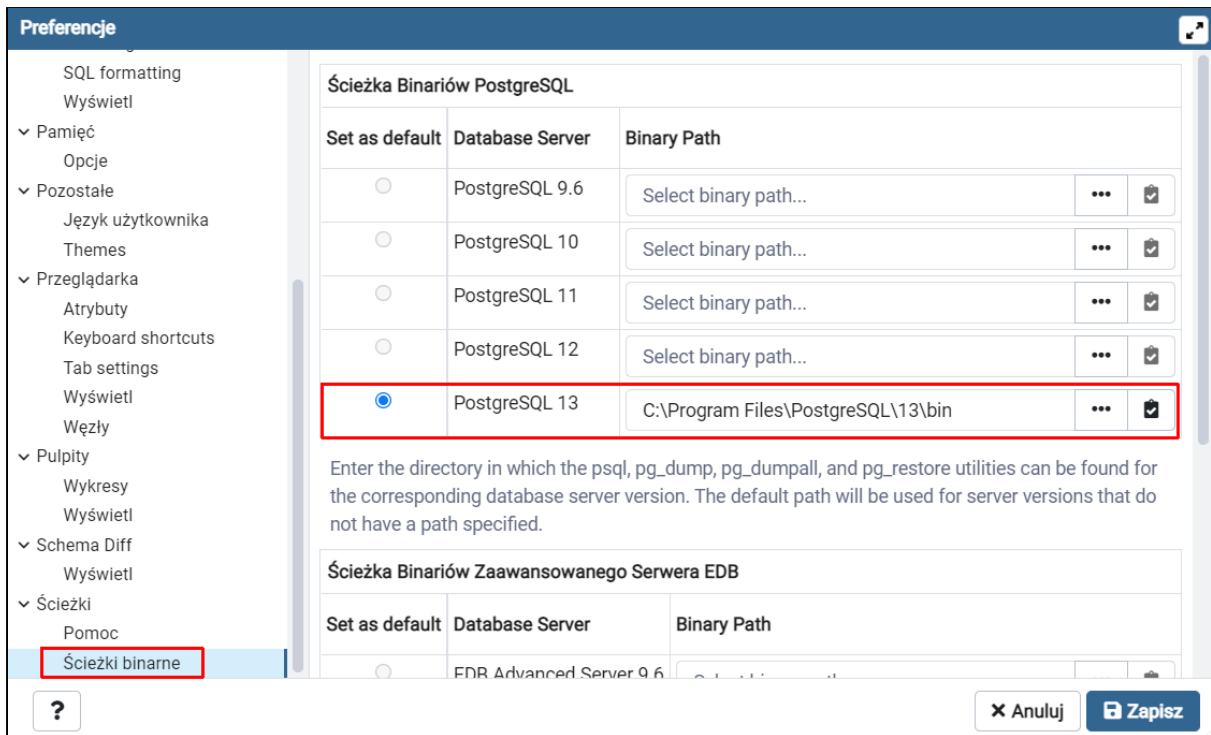 Preferencje
SQL formatting
Wyświetl
Pamięć
Opcje
Pozostałe
Język użytkownika
Themes
Przeglądarka
Atrybuty
Keyboard shortcuts
Tab settings
Wyświetl
Węzły
Pulpity
Wykresy
Wyświetl
Schema Diff
Wyświetl
Ścieżki
Pomoc
Ścieżki binarne
Ścieżka Binariów PostgreSQL
Set as default Database Server Binary Path
PostgreSQL 9.6 Select binary path...
PostgreSQL 10 Select binary path...
PostgreSQL 11 Select binary path...
PostgreSQL 12 Select binary path...
PostgreSQL 13 C:\Program Files\PostgreSQL\13\bin
Enter the directory in which the psql, pg_dump, pg_dumpall, and pg_restore utilities can be found for
the corresponding database server version. The default path will be used for server versions that do
not have a path specified.
Ścieżka Binariów Zaawansowanego Serwera EDB
Set as default Database Server Binary Path
EDB Advanced Server 9.6
? Anuluj Zapisz